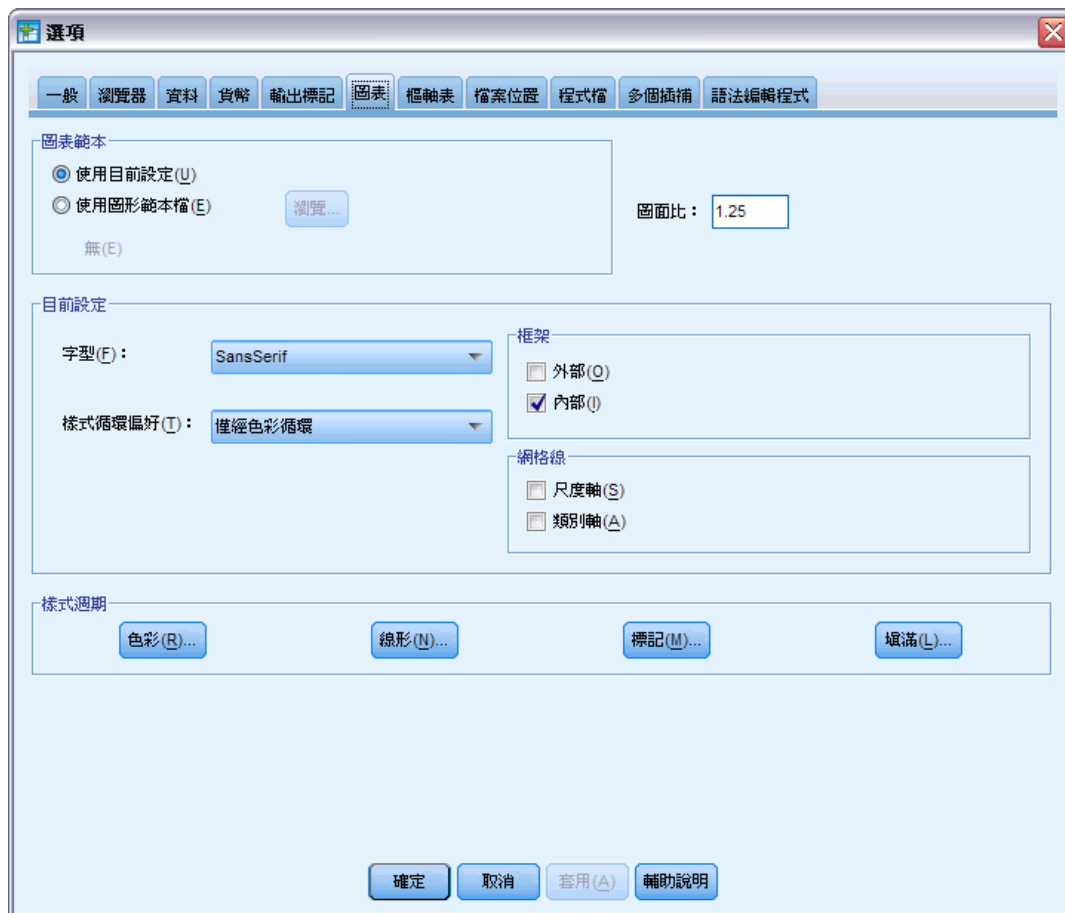 選項
一般 瀏覽器 資料 貨幣 輸出標記 圖表 樞軸表 檔案位置 程式檔 多個插補 語法編輯程式
圖表範本
使用目前設定(U)
使用圖形範本檔(E) 瀏覽...
無(E)
圖面比： 1.25
目前設定
字型(F)： SansSerif
樣式循環偏好(T)： 僅經色彩循環
框架
外部(O)
內部(I)
網格線
尺度軸(S)
類別軸(A)
樣式週期
色彩(R)... 線形(N)... 標記(M)... 填滿(L)...
確定 取消 套用(A) 輔助說明